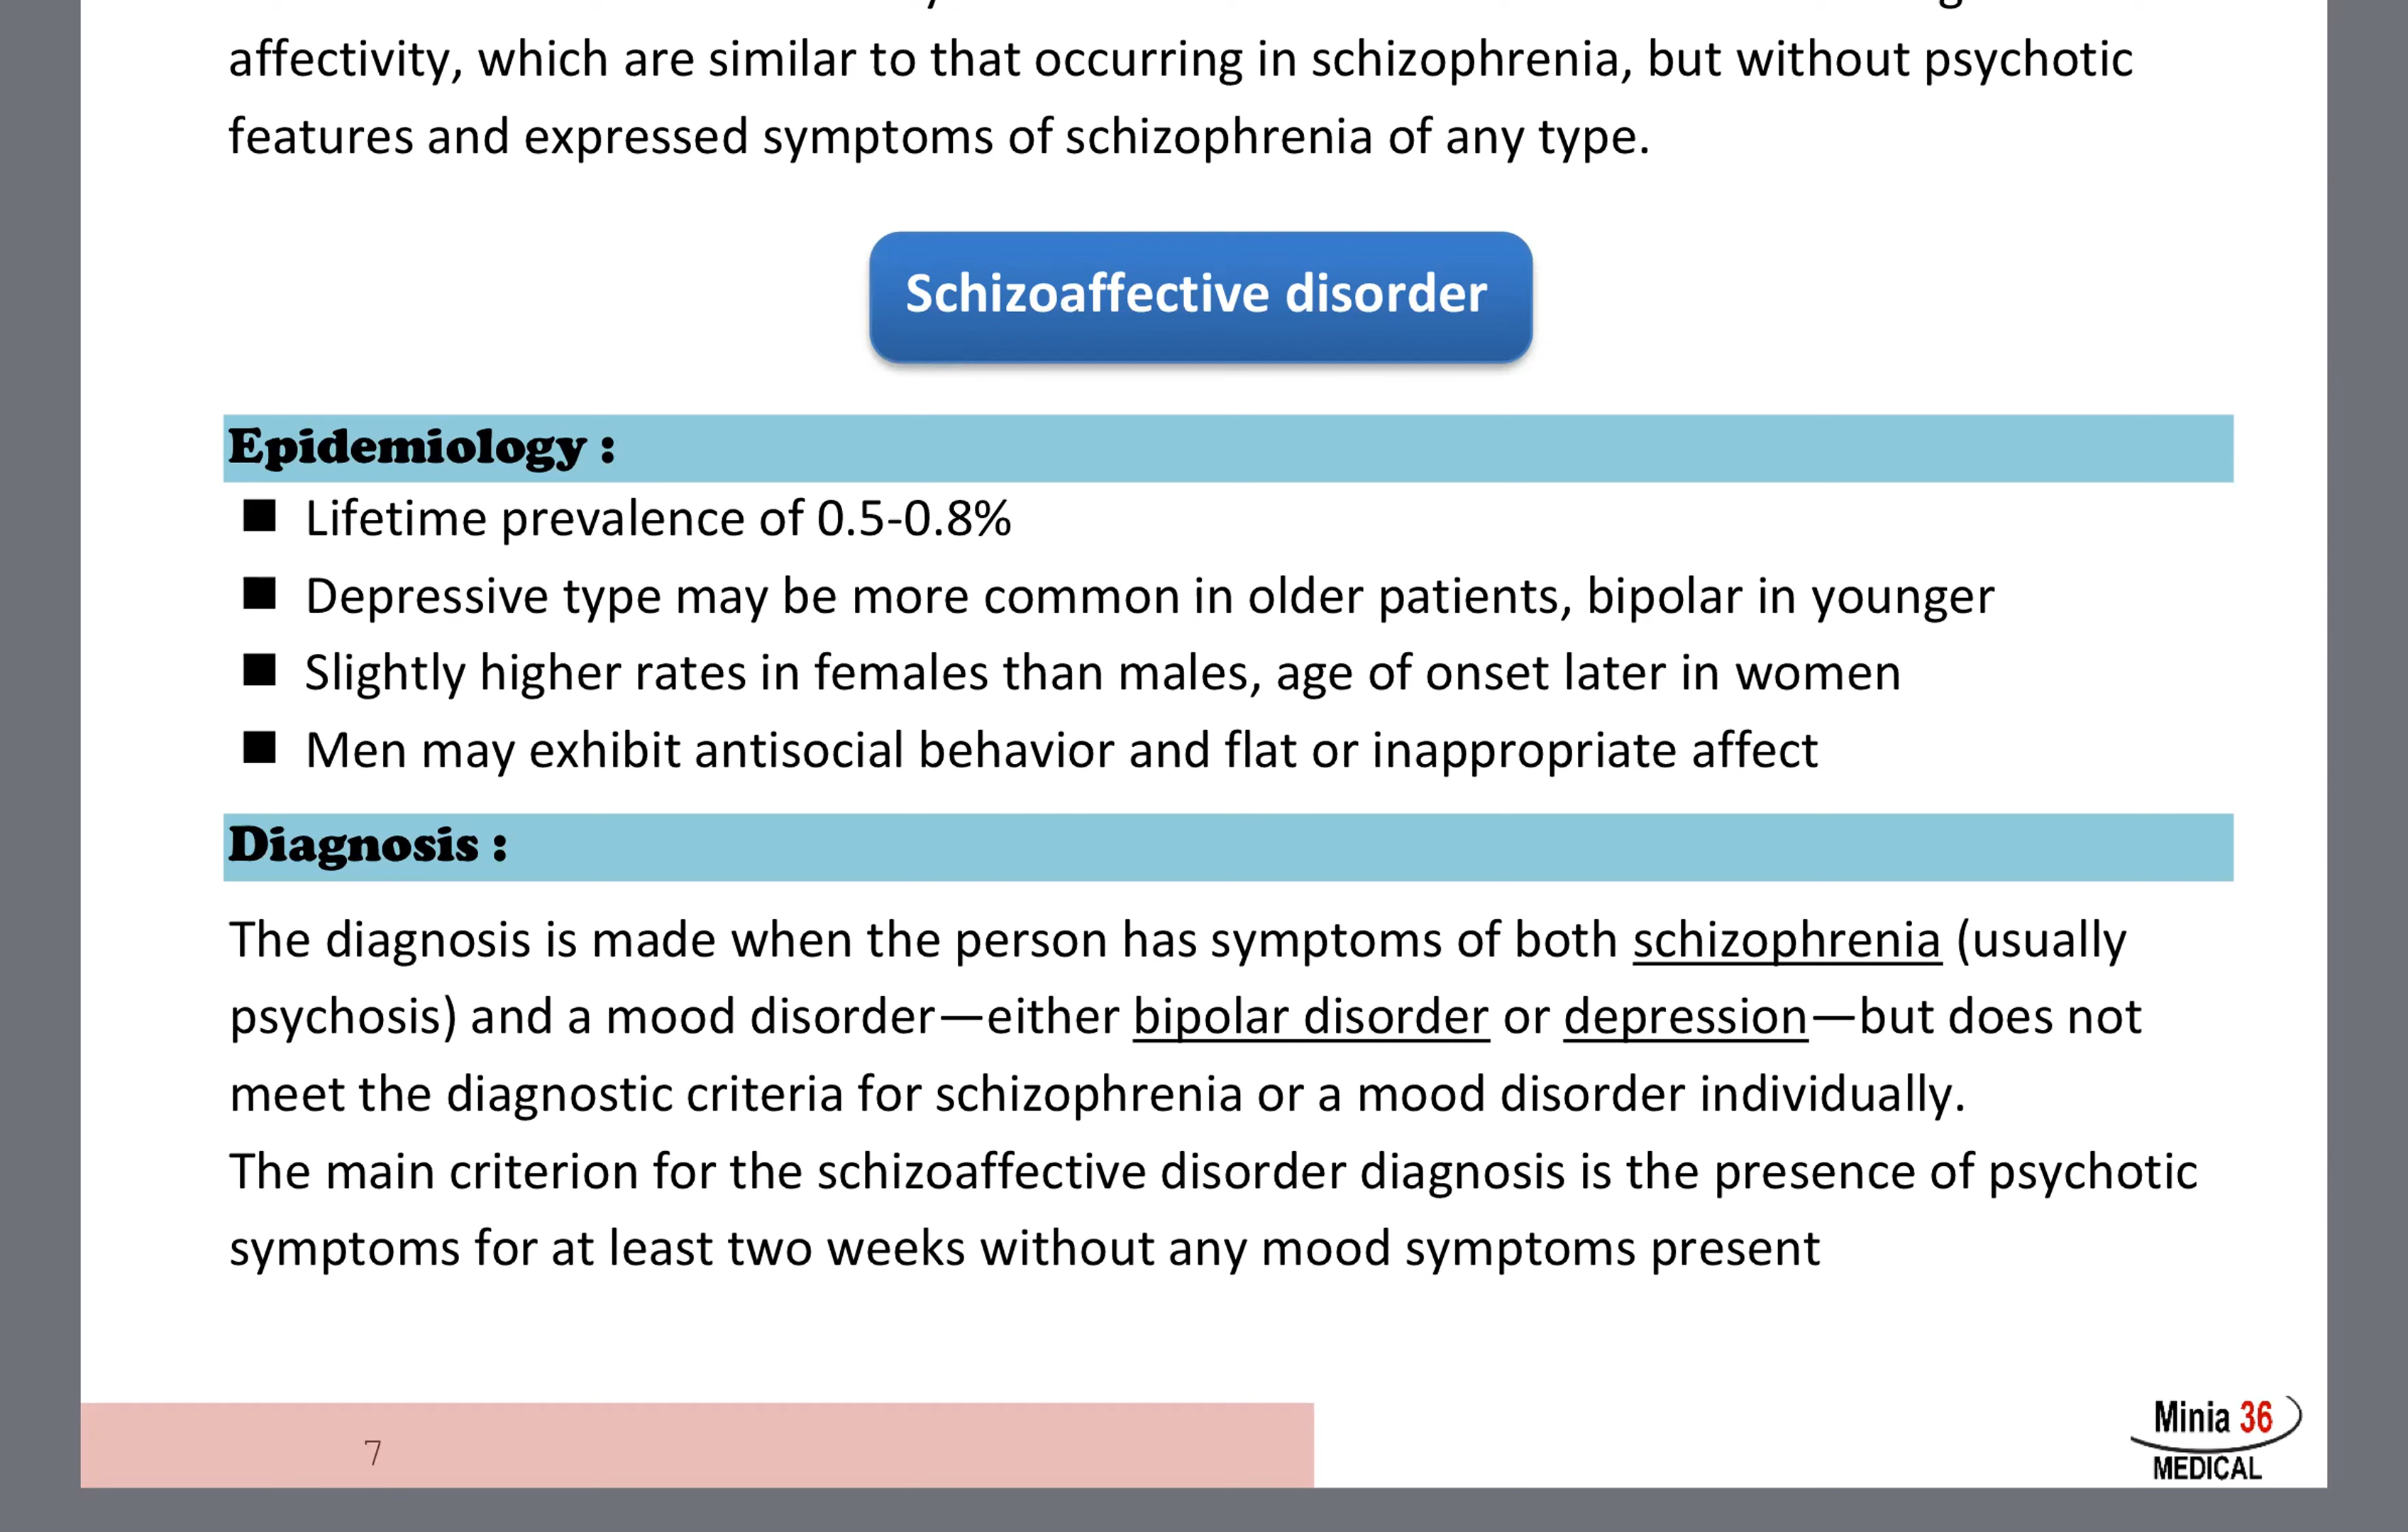 affectivity, which are similar to that occurring in schizophrenia, but without psychotic
features and expressed symptoms of schizophrenia of any type.
Schizoaffective disorder
Epidemiology :
■ Lifetime prevalence of 0.5-0.8%
■ Depressive type may be more common in older patients, bipolar in younger
■ Slightly higher rates in females than males, age of onset later in women
■ Men may exhibit antisocial behavior and flat or inappropriate affect
Diagnosis :
The diagnosis is made when the person has symptoms of both schizophrenia (usually
psychosis) and a mood disorder—either bipolar disorder or depression—but does not
meet the diagnostic criteria for schizophrenia or a mood disorder individually.
The main criterion for the schizoaffective disorder diagnosis is the presence of psychotic
symptoms for at least two weeks without any mood symptoms present
7
Minia 36
MEDICAL